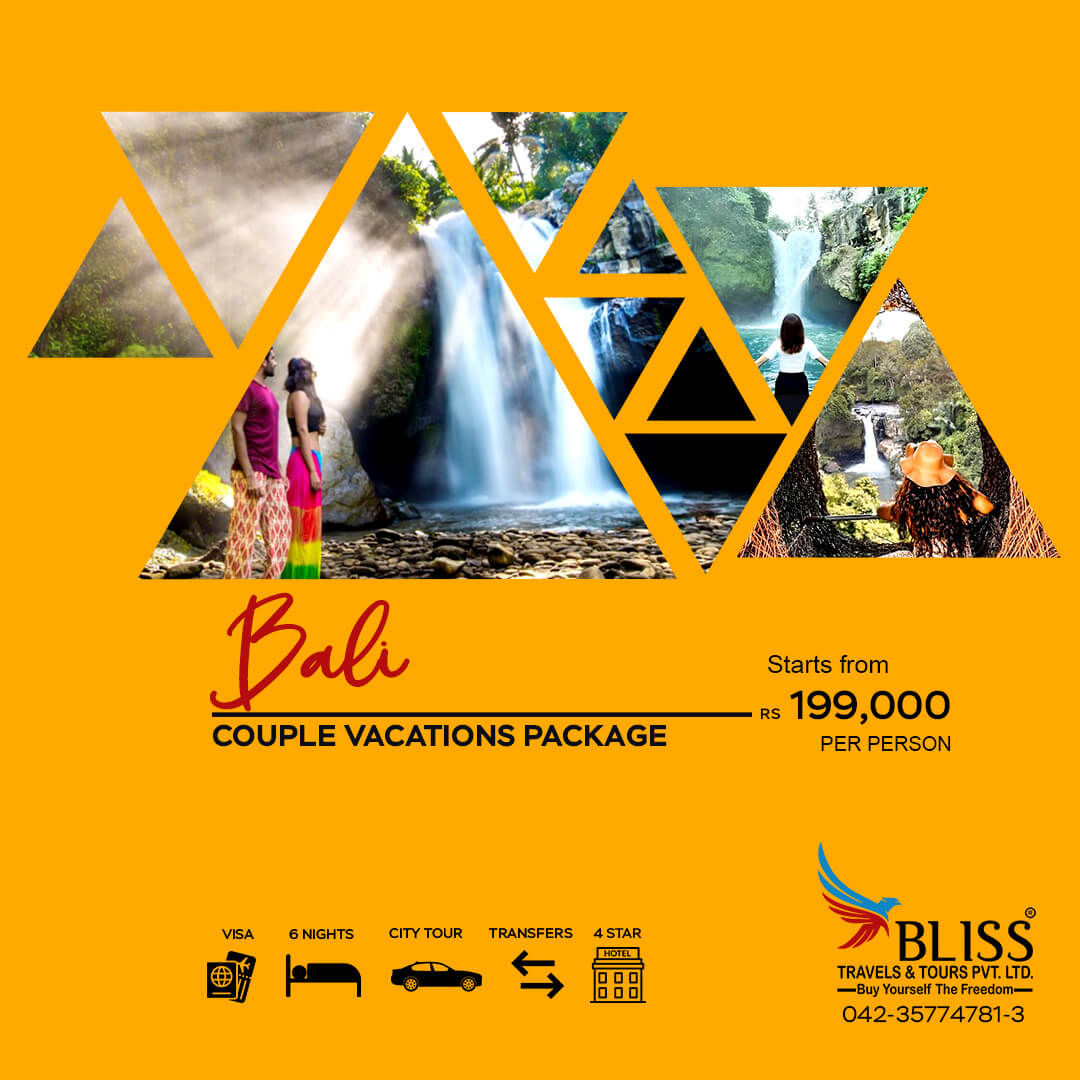 Bali
COUPLE VACATIONS PACKAGE
Starts from
RS 199,000
PER PERSON
VISA
6 NIGHTS
CITY TOUR
TRANSFERS
4 STAR
HOTEL
BLISS®
TRAVELS & TOURS PVT. LTD.
Buy Yourself The Freedom
042-35774781-3